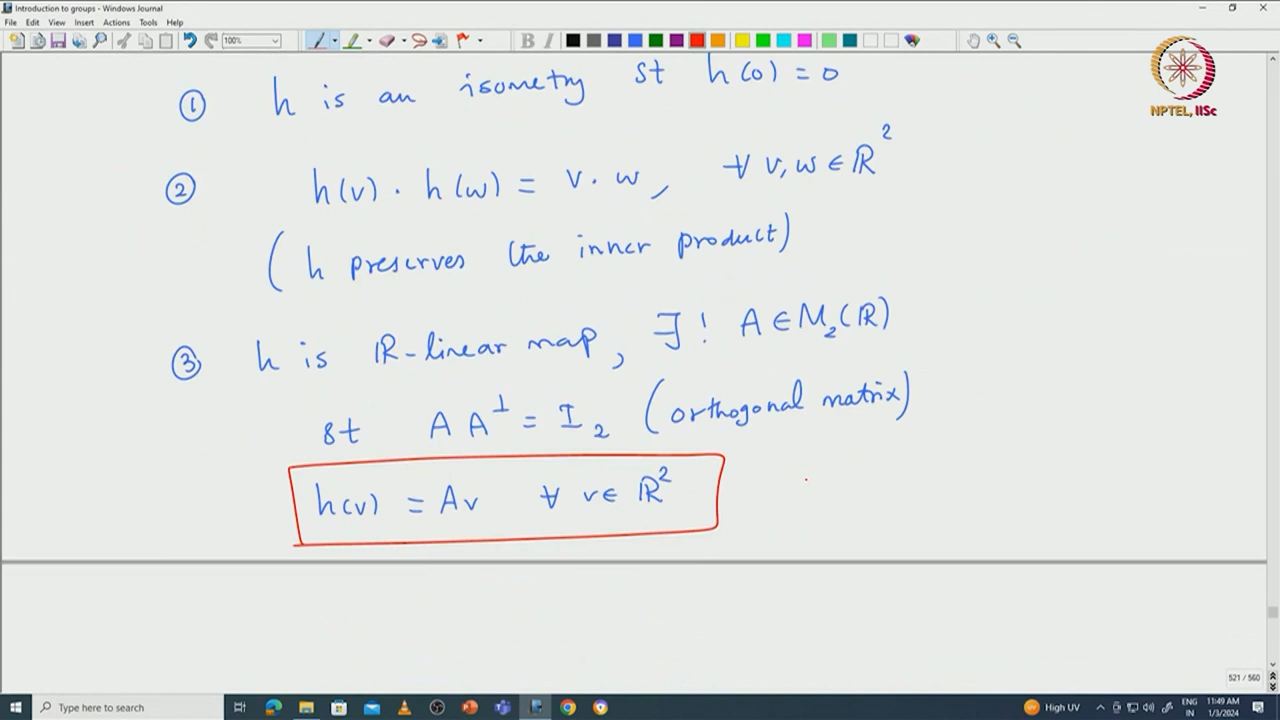 Introduction to groups - Windows Journal
File Edit View Insert Actions Tools Help
100%
B I
NPTEL, IISc
① h is an isometry st h(0) = 0
② h(v) · h(w) = v · w, ∀ v, w ∈ ℝ²
(h preserves the inner product)
③ h is ℝ-linear map, ∃! A ∈ M₂(ℝ)
st A A^⊥ = I₂ (orthogonal matrix)
h(v) = Av ∀ v ∈ ℝ²
521 / 560
Type here to search
High UV
ENG
IN
11:49 AM
1/3/2024